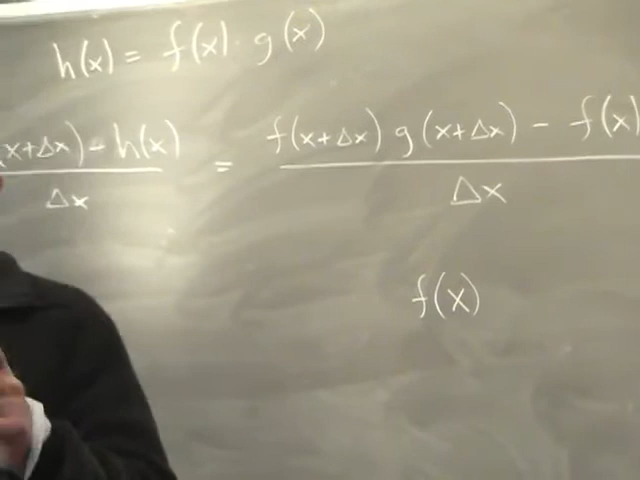 h(x) = f(x) · g(x)
(x+Δx) - h(x) / Δx = f(x+Δx) g(x+Δx) - f(x) / Δx
f(x)